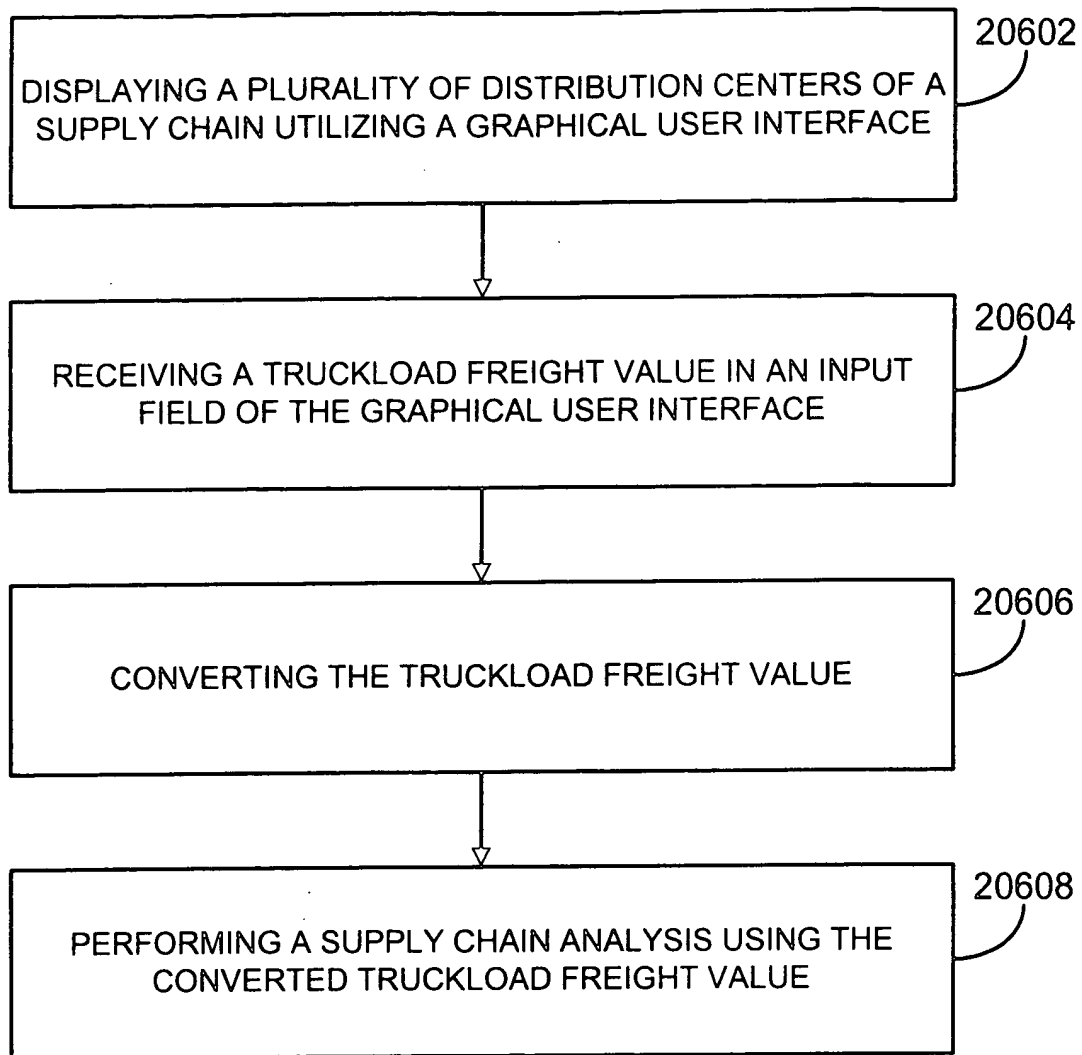 20602
DISPLAYING A PLURALITY OF DISTRIBUTION CENTERS OF A
SUPPLY CHAIN UTILIZING A GRAPHICAL USER INTERFACE
20604
RECEIVING A TRUCKLOAD FREIGHT VALUE IN AN INPUT
FIELD OF THE GRAPHICAL USER INTERFACE
20606
CONVERTING THE TRUCKLOAD FREIGHT VALUE
20608
PERFORMING A SUPPLY CHAIN ANALYSIS USING THE
CONVERTED TRUCKLOAD FREIGHT VALUE